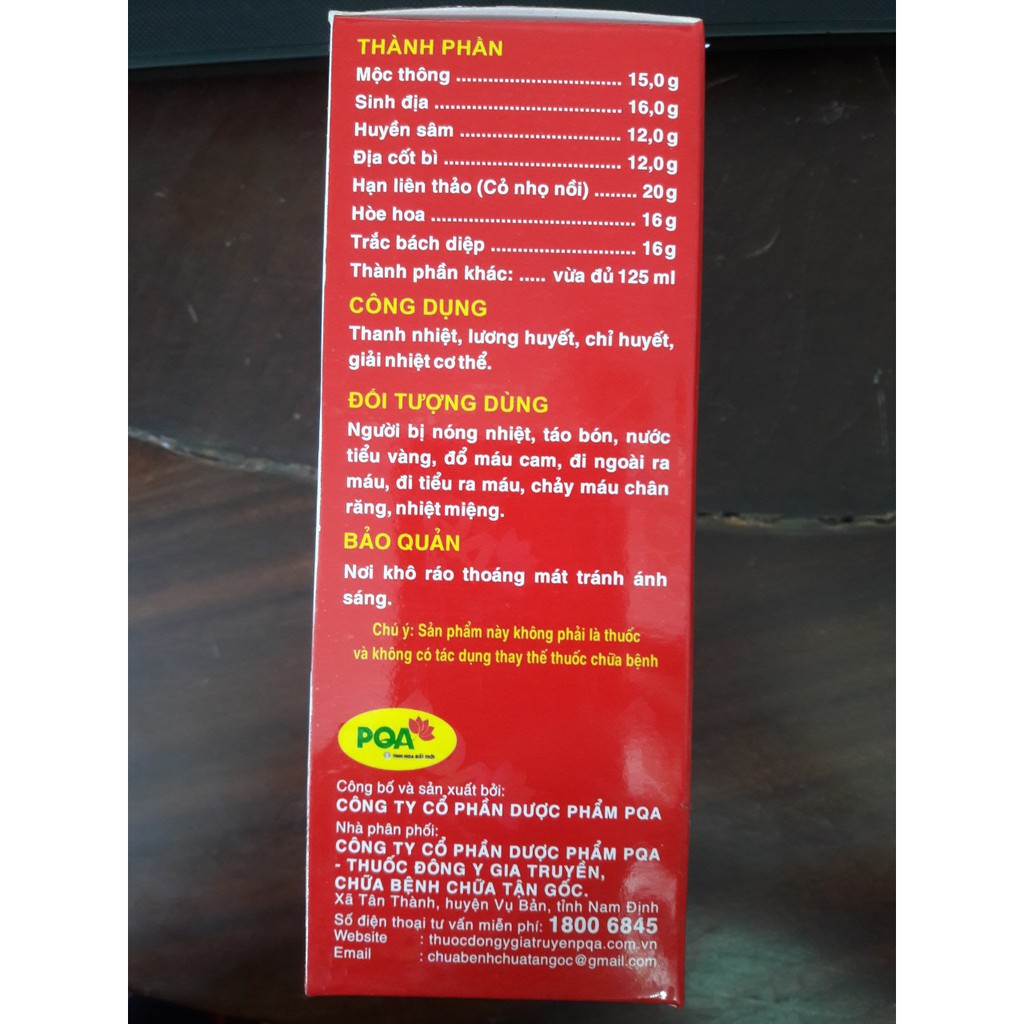 THÀNH PHẦN
Mộc thông ................................ 15,0 g
Sinh địa .................................... 16,0 g
Huyền sâm ............................... 12,0 g
Địa cốt bì .................................. 12,0 g
Hạn liên thảo (Cỏ nhọ nồi) ........ 20 g
Hòe hoa ....................................... 16 g
Trắc bách diệp ............................ 16 g
Thành phần khác: ..... vừa đủ 125 ml
CÔNG DỤNG
Thanh nhiệt, lương huyết, chỉ huyết,
giải nhiệt cơ thể.
ĐỐI TƯỢNG DÙNG
Người bị nóng nhiệt, táo bón, nước
tiểu vàng, đổ máu cam, đi ngoài ra
máu, đi tiểu ra máu, chảy máu chân
răng, nhiệt miệng.
BẢO QUẢN
Nơi khô ráo thoáng mát tránh ánh
sáng.
Chú ý: Sản phẩm này không phải là thuốc
và không có tác dụng thay thế thuốc chữa bệnh
PQA
TINH HOA ĐẤT TRỜI
Công bố và sản xuất bởi:
CÔNG TY CỔ PHẦN DƯỢC PHẨM PQA
Nhà phân phối:
CÔNG TY CỔ PHẦN DƯỢC PHẨM PQA
- THUỐC ĐÔNG Y GIA TRUYỀN,
CHỮA BỆNH CHỮA TẬN GỐC.
Xã Tân Thành, huyện Vụ Bản, tỉnh Nam Định
Số điện thoại tư vấn miễn phí: 1800 6845
Website : thuocdongygiatruyenpqa.com.vn
Email : chuabenhchuatangoc@gmail.com